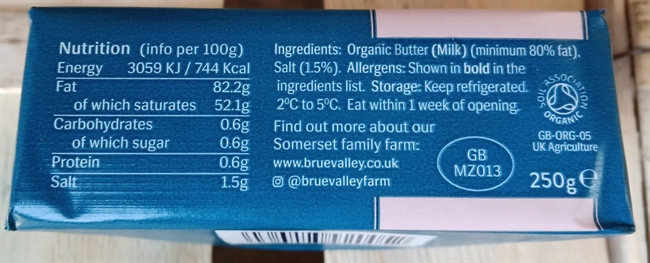 Nutrition (info per 100g)
Energy 3059 KJ / 744 Kcal
Fat 82.2g
of which saturates 52.1g
Carbohydrates 0.6g
of which sugar 0.6g
Protein 0.6g
Salt 1.5g
Ingredients: Organic Butter (Milk) (minimum 80% fat).
Salt (1.5%). Allergens: Shown in bold in the
ingredients list. Storage: Keep refrigerated.
2⁰C to 5⁰C. Eat within 1 week of opening.
Find out more about our
Somerset family farm:
www.bruevalley.co.uk
@bruevalleyfarm
GB
MZ013
SOIL ASSOCIATION
ORGANIC
GB-ORG-05
UK Agriculture
250g℮